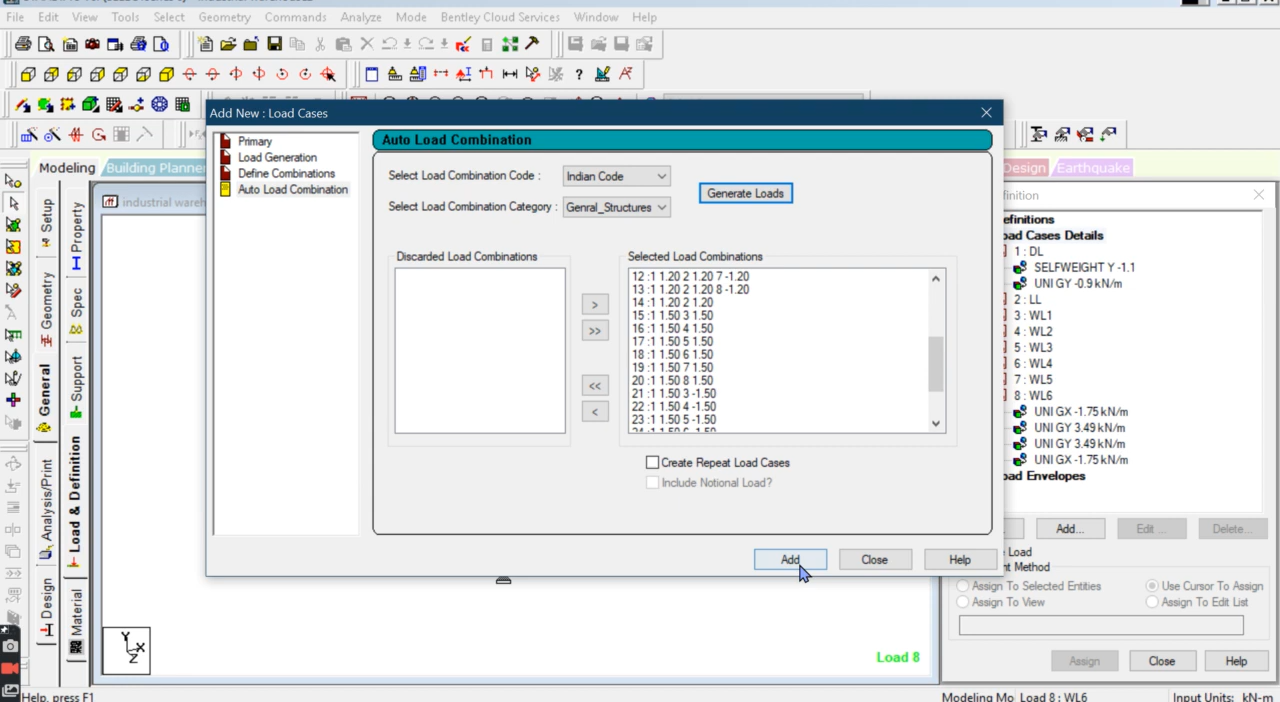 File Edit View Tools Select Geometry Commands Analyze Mode Bentley Cloud Services Window Help
Modeling Building Planner Design Earthquake
Add New : Load Cases
Primary
Load Generation
Define Combinations
Auto Load Combination
Auto Load Combination
Select Load Combination Code : Indian Code
Generate Loads
Select Load Combination Category : Genral_Structures
Discarded Load Combinations
Selected Load Combinations
12 :1 1.20 2 1.20 7 -1.20
13 :1 1.20 2 1.20 8 -1.20
14 :1 1.20 2 1.20
15 :1 1.50 3 1.50
16 :1 1.50 4 1.50
17 :1 1.50 5 1.50
18 :1 1.50 6 1.50
19 :1 1.50 7 1.50
20 :1 1.50 8 1.50
21 :1 1.50 3 -1.50
22 :1 1.50 4 -1.50
23 :1 1.50 5 -1.50
24 :1 1.50 6 -1.50
>
>>
<<
<
Create Repeat Load Cases
Include Notional Load?
Add Close Help
Setup
Geometry
General
Analysis/Print
Design
Property
Spec
Support
Load & Definition
Material
industrial wareh
finition
efinitions
oad Cases Details
1 : DL
SELFWEIGHT Y -1.1
UNI GY -0.9 kN/m
2 : LL
3 : WL1
4 : WL2
5 : WL3
6 : WL4
7 : WL5
8 : WL6
UNI GX -1.75 kN/m
UNI GY 3.49 kN/m
UNI GY 3.49 kN/m
UNI GX -1.75 kN/m
oad Envelopes
Add... Edit ... Delete...
Load
nt Method
Assign To Selected Entities Use Cursor To Assign
Assign To View Assign To Edit List
Assign Close Help
Y
X
Z
Load 8
Help, press F1
Modeling Mo Load 8 : WL6 Input Units: kN-m